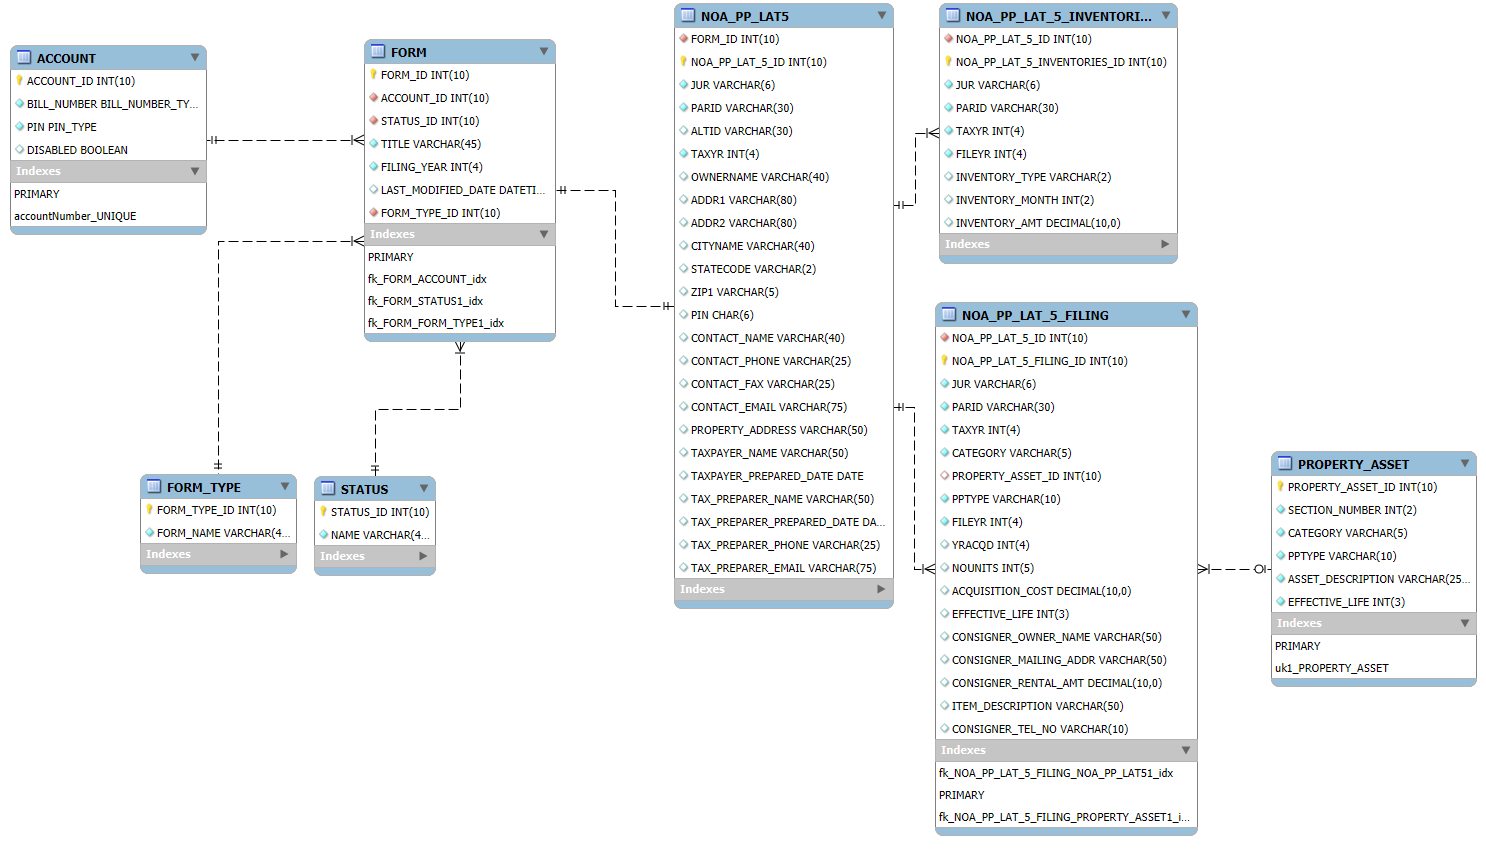 ACCOUNT
ACCOUNT_ID INT(10)
BILL_NUMBER BILL_NUMBER_TY...
PIN PIN_TYPE
DISABLED BOOLEAN
Indexes
PRIMARY
accountNumber_UNIQUE
FORM
FORM_ID INT(10)
ACCOUNT_ID INT(10)
STATUS_ID INT(10)
TITLE VARCHAR(45)
FILING_YEAR INT(4)
LAST_MODIFIED_DATE DATETI...
FORM_TYPE_ID INT(10)
Indexes
PRIMARY
fk_FORM_ACCOUNT_idx
fk_FORM_STATUS1_idx
fk_FORM_FORM_TYPE1_idx
FORM_TYPE
FORM_TYPE_ID INT(10)
FORM_NAME VARCHAR(4...
Indexes
STATUS
STATUS_ID INT(10)
NAME VARCHAR(4...
Indexes
NOA_PP_LAT5
FORM_ID INT(10)
NOA_PP_LAT_5_ID INT(10)
JUR VARCHAR(6)
PARID VARCHAR(30)
ALTID VARCHAR(30)
TAXYR INT(4)
OWNERNAME VARCHAR(40)
ADDR1 VARCHAR(80)
ADDR2 VARCHAR(80)
CITYNAME VARCHAR(40)
STATECODE VARCHAR(2)
ZIP1 VARCHAR(5)
PIN CHAR(6)
CONTACT_NAME VARCHAR(40)
CONTACT_PHONE VARCHAR(25)
CONTACT_FAX VARCHAR(25)
CONTACT_EMAIL VARCHAR(75)
PROPERTY_ADDRESS VARCHAR(50)
TAXPAYER_NAME VARCHAR(50)
TAXPAYER_PREPARED_DATE DATE
TAX_PREPARER_NAME VARCHAR(50)
TAX_PREPARER_PREPARED_DATE DA...
TAX_PREPARER_PHONE VARCHAR(25)
TAX_PREPARER_EMAIL VARCHAR(75)
Indexes
NOA_PP_LAT_5_INVENTORI...
NOA_PP_LAT_5_ID INT(10)
NOA_PP_LAT_5_INVENTORIES_ID INT(10)
JUR VARCHAR(6)
PARID VARCHAR(30)
TAXYR INT(4)
FILEYR INT(4)
INVENTORY_TYPE VARCHAR(2)
INVENTORY_MONTH INT(2)
INVENTORY_AMT DECIMAL(10,0)
Indexes
NOA_PP_LAT_5_FILING
NOA_PP_LAT_5_ID INT(10)
NOA_PP_LAT_5_FILING_ID INT(10)
JUR VARCHAR(6)
PARID VARCHAR(30)
TAXYR INT(4)
CATEGORY VARCHAR(5)
PROPERTY_ASSET_ID INT(10)
PPTYPE VARCHAR(10)
FILEYR INT(4)
YRACQD INT(4)
NOUNITS INT(5)
ACQUISITION_COST DECIMAL(10,0)
EFFECTIVE_LIFE INT(3)
CONSIGNER_OWNER_NAME VARCHAR(50)
CONSIGNER_MAILING_ADDR VARCHAR(50)
CONSIGNER_RENTAL_AMT DECIMAL(10,0)
ITEM_DESCRIPTION VARCHAR(50)
CONSIGNER_TEL_NO VARCHAR(10)
Indexes
fk_NOA_PP_LAT_5_FILING_NOA_PP_LAT51_idx
PRIMARY
fk_NOA_PP_LAT_5_FILING_PROPERTY_ASSET1_i...
PROPERTY_ASSET
PROPERTY_ASSET_ID INT(10)
SECTION_NUMBER INT(2)
CATEGORY VARCHAR(5)
PPTYPE VARCHAR(10)
ASSET_DESCRIPTION VARCHAR(25...
EFFECTIVE_LIFE INT(3)
Indexes
PRIMARY
uk1_PROPERTY_ASSET